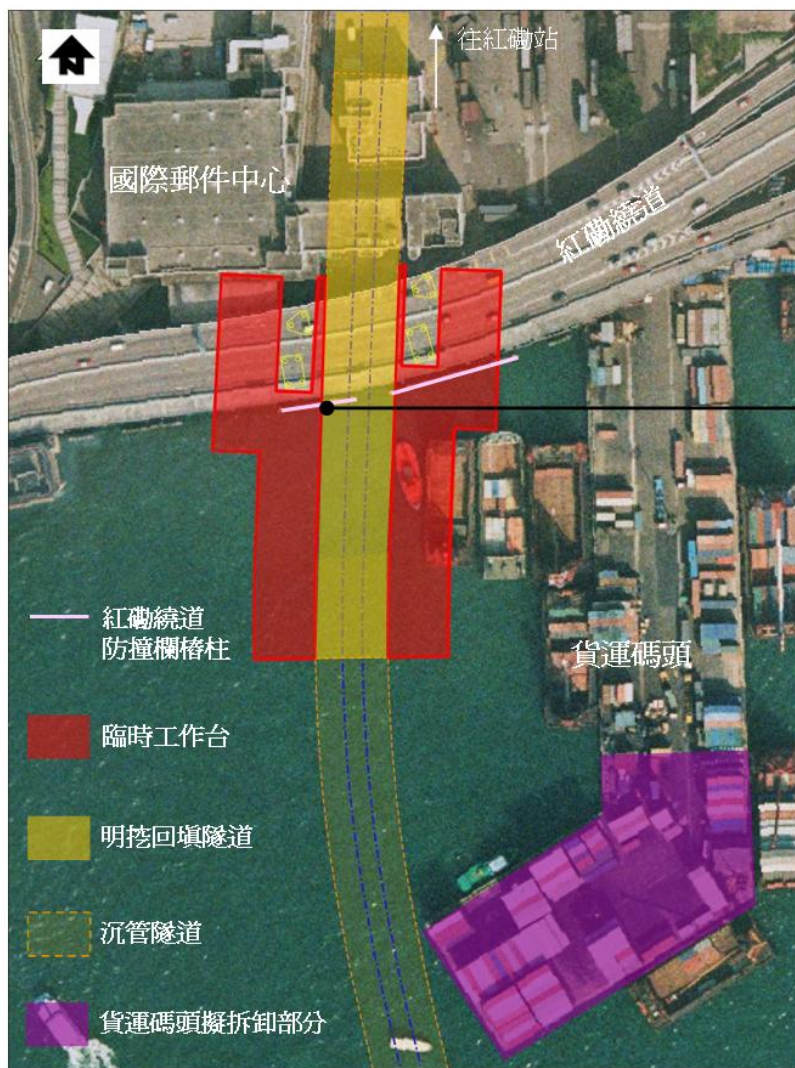 N
往紅磡站
國際郵件中心
紅磡繞道
紅磡繞道
防撞欄樁柱
貨運碼頭
臨時工作台
明挖回填隧道
沉管隧道
貨運碼頭擬拆卸部分